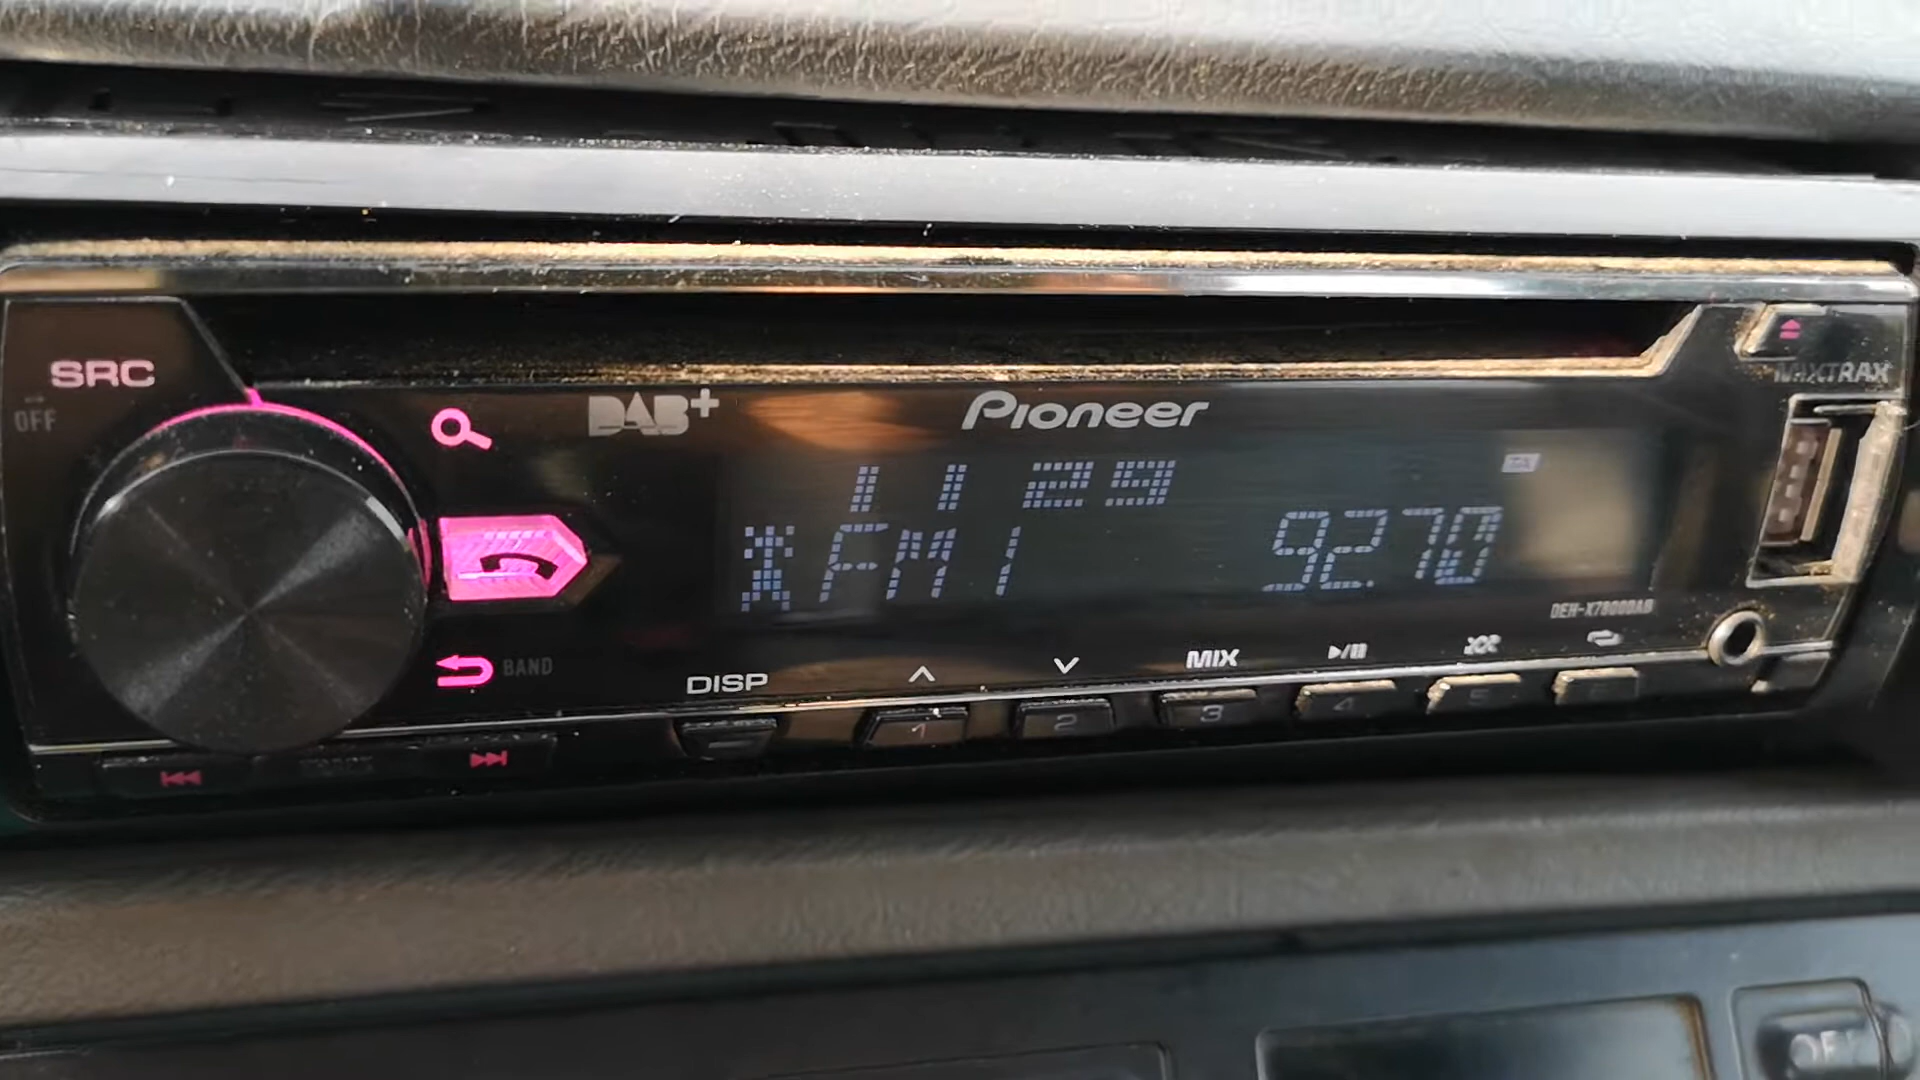 SRC
OFF
DAB+
Pioneer
MIXTRAX
11 29
FM1 92.70
DEH-X7800DAB
BAND
DISP
MIX
1
2
3
4
5
6